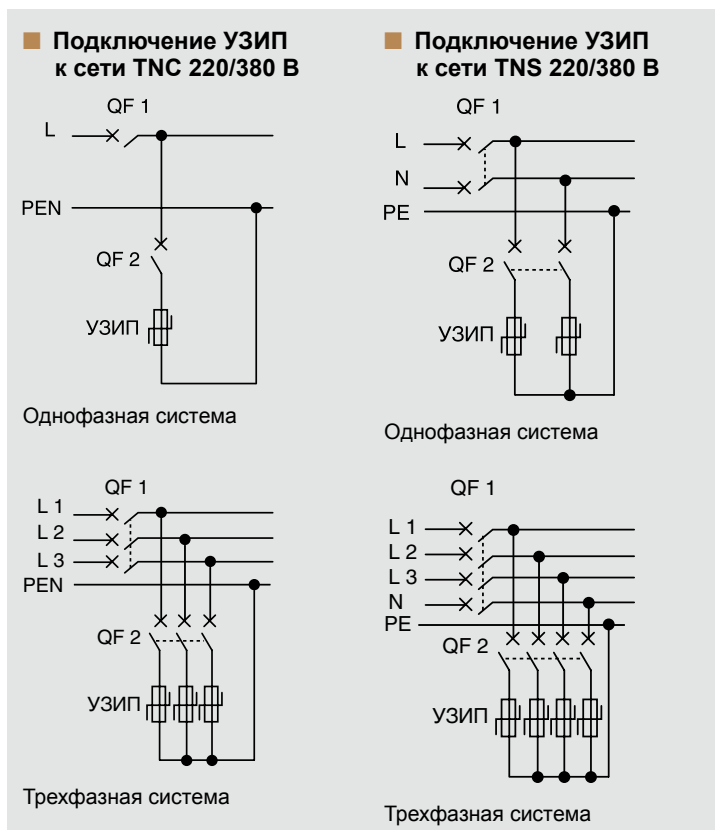 Подключение УЗИП
к сети TNC 220/380 В
QF 1
L
PEN
QF 2
УЗИП
Однофазная система
Подключение УЗИП
к сети TNS 220/380 В
QF 1
L
N
PE
QF 2
УЗИП
Однофазная система
QF 1
L 1
L 2
L 3
PEN
QF 2
УЗИП
Трехфазная система
QF 1
L 1
L 2
L 3
N
PE
QF 2
УЗИП
Трехфазная система